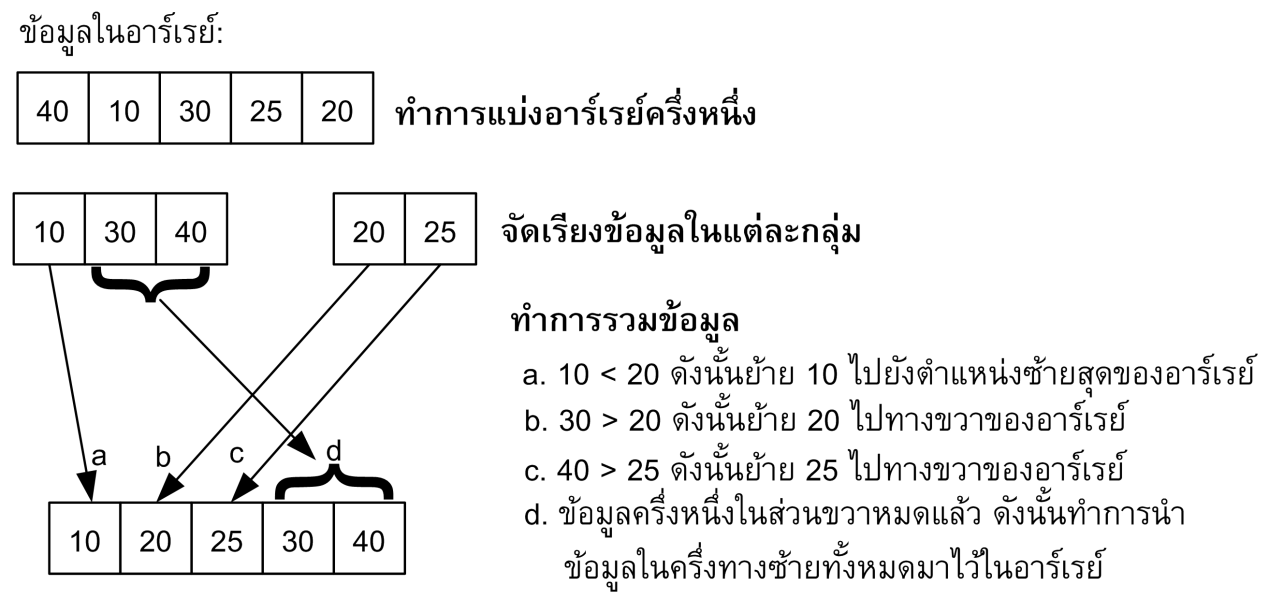 ข้อมูลในอาร์เรย์:
40 10 30 25 20 ทำการแบ่งอาร์เรย์ครึ่งหนึ่ง
10 30 40 20 25 จัดเรียงข้อมูลในแต่ละกลุ่ม
ทำการรวมข้อมูล
a. 10 < 20 ดังนั้นย้าย 10 ไปยังตำแหน่งซ้ายสุดของอาร์เรย์
b. 30 > 20 ดังนั้นย้าย 20 ไปทางขวาของอาร์เรย์
c. 40 > 25 ดังนั้นย้าย 25 ไปทางขวาของอาร์เรย์
d. ข้อมูลครึ่งหนึ่งในส่วนขวาหมดแล้ว ดังนั้นทำการนำ
ข้อมูลในครึ่งทางซ้ายทั้งหมดมาไว้ในอาร์เรย์
a b c d
10 20 25 30 40